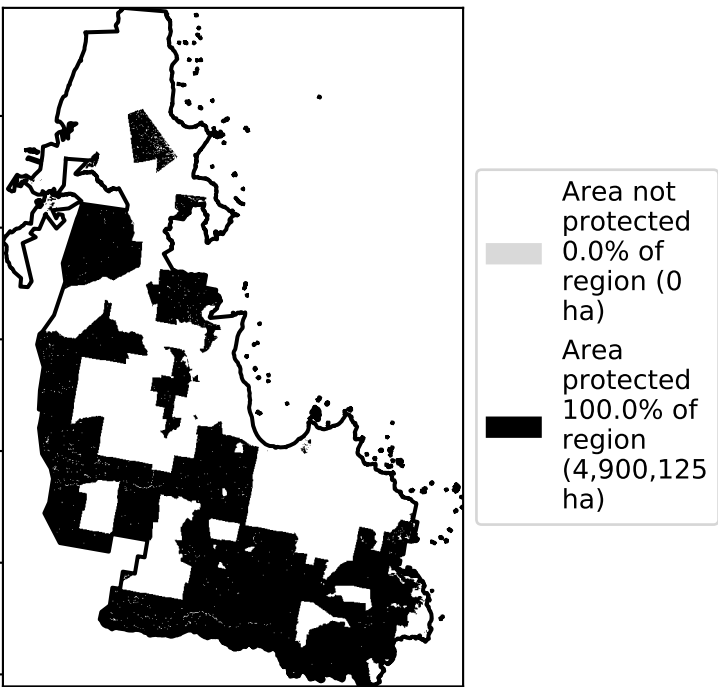 Area not
protected
0.0% of
region (0
ha)
Area
protected
100.0% of
region
(4,900,125
ha)